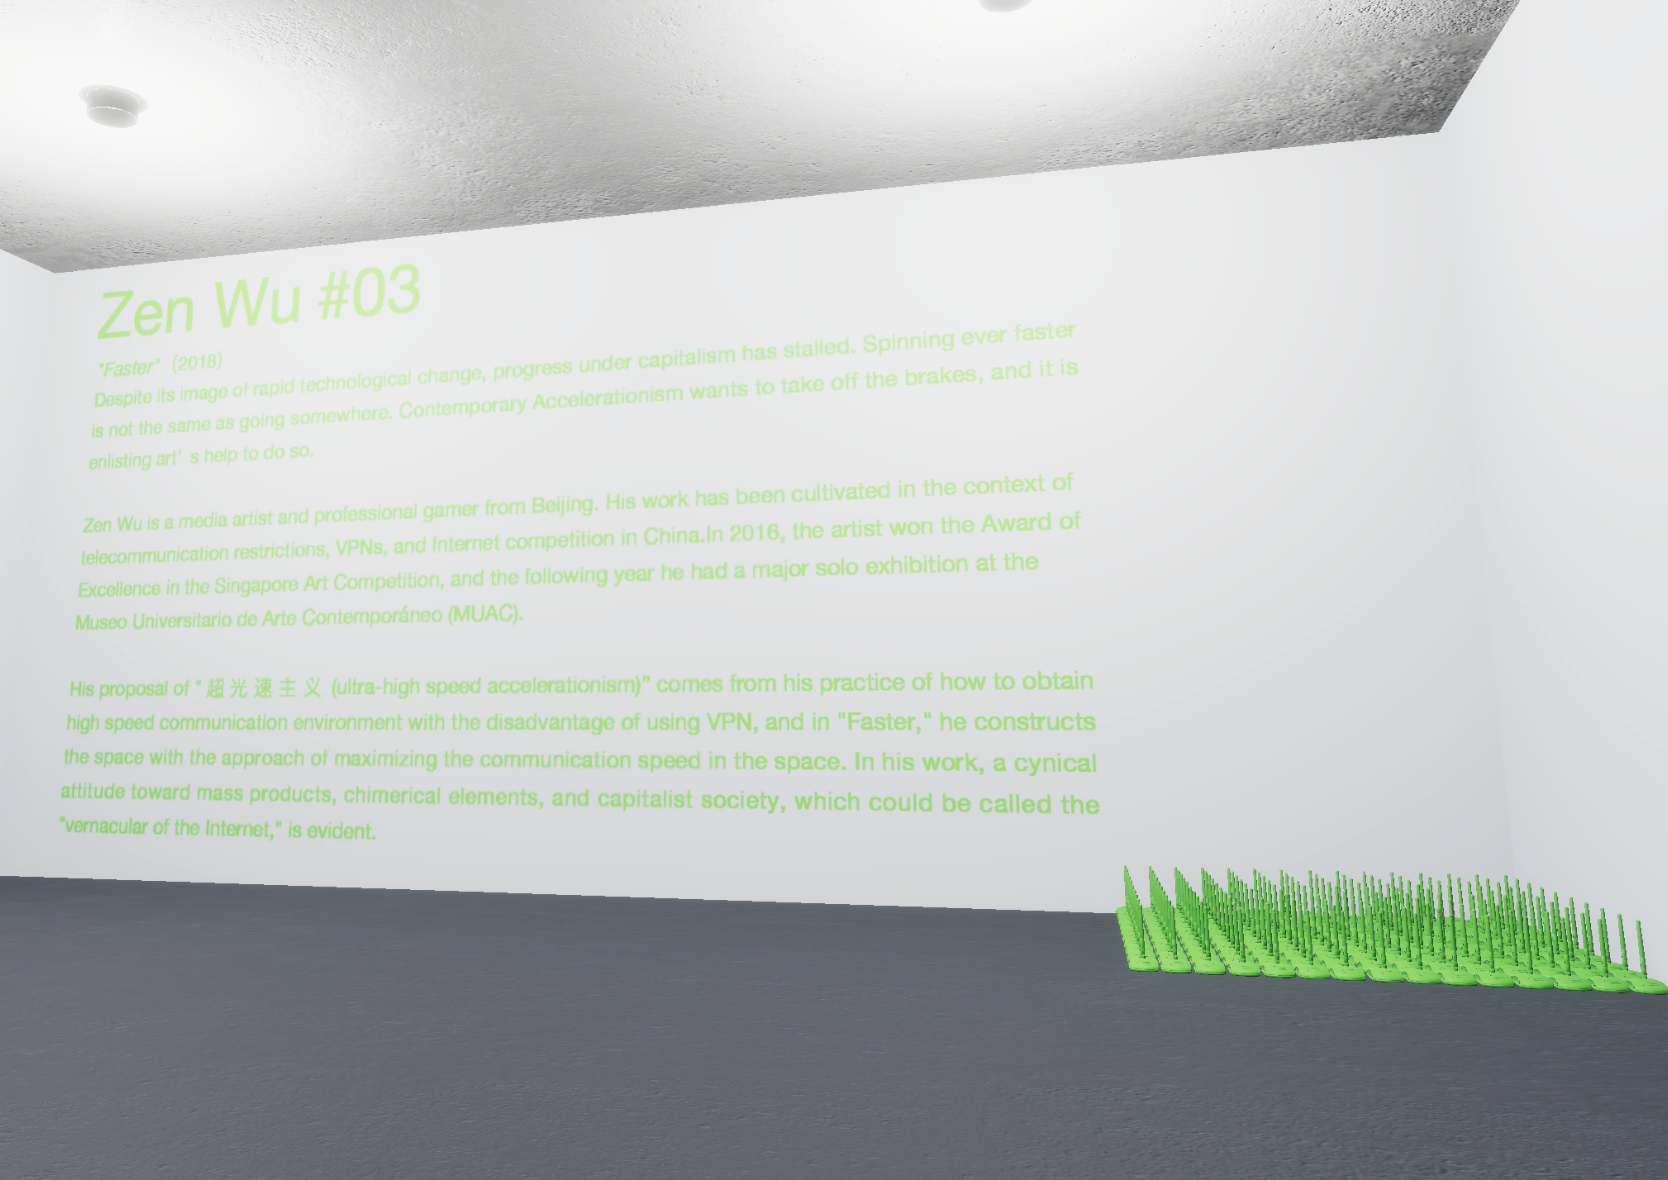 Zen Wu #03
"Faster" (2018)
Despite its image of rapid technological change, progress under capitalism has stalled. Spinning ever faster
is not the same as going somewhere. Contemporary Accelerationism wants to take off the brakes, and it is
enlisting art’ s help to do so.
Zen Wu is a media artist and professional gamer from Beijing. His work has been cultivated in the context of
telecommunication restrictions, VPNs, and Internet competition in China.In 2016, the artist won the Award of
Excellence in the Singapore Art Competition, and the following year he had a major solo exhibition at the
Museo Universitario de Arte Contemporáneo (MUAC).
His proposal of " 超光速主义 (ultra-high speed accelerationism)" comes from his practice of how to obtain
high speed communication environment with the disadvantage of using VPN, and in "Faster," he constructs
the space with the approach of maximizing the communication speed in the space. In his work, a cynical
attitude toward mass products, chimerical elements, and capitalist society, which could be called the
"vernacular of the Internet," is evident.